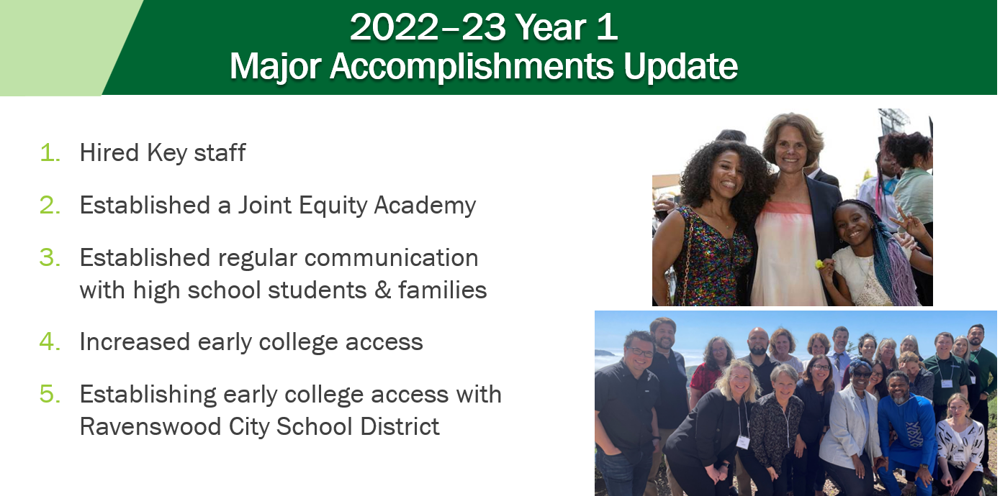 2022–23 Year 1
Major Accomplishments Update
1. Hired Key staff
2. Established a Joint Equity Academy
3. Established regular communication
with high school students & families
4. Increased early college access
5. Establishing early college access with
Ravenswood City School District